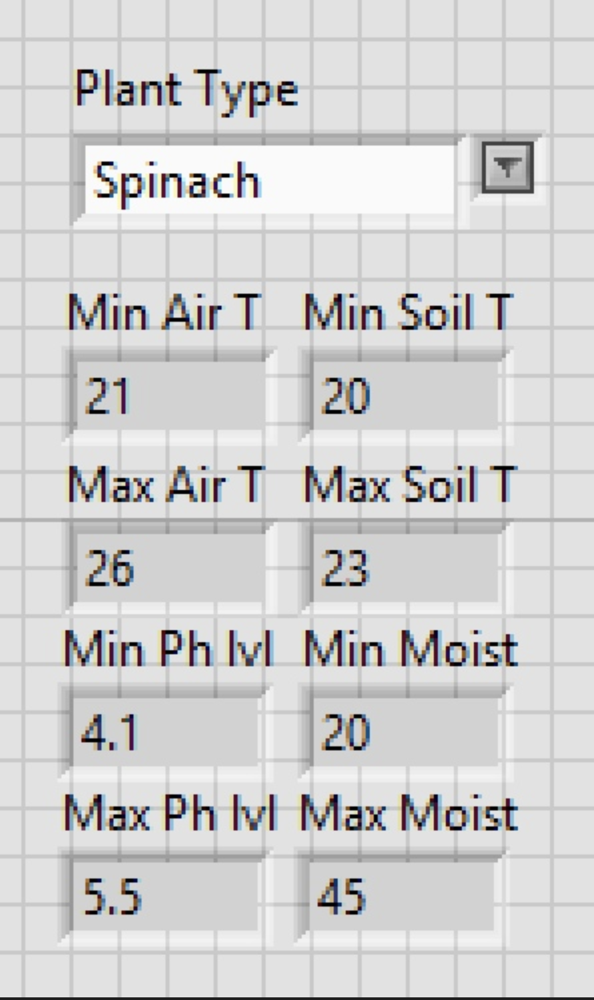 Plant Type
Spinach
Min Air T Min Soil T
21 20
Max Air T Max Soil T
26 23
Min Ph lvl Min Moist
4.1 20
Max Ph lvl Max Moist
5.5 45